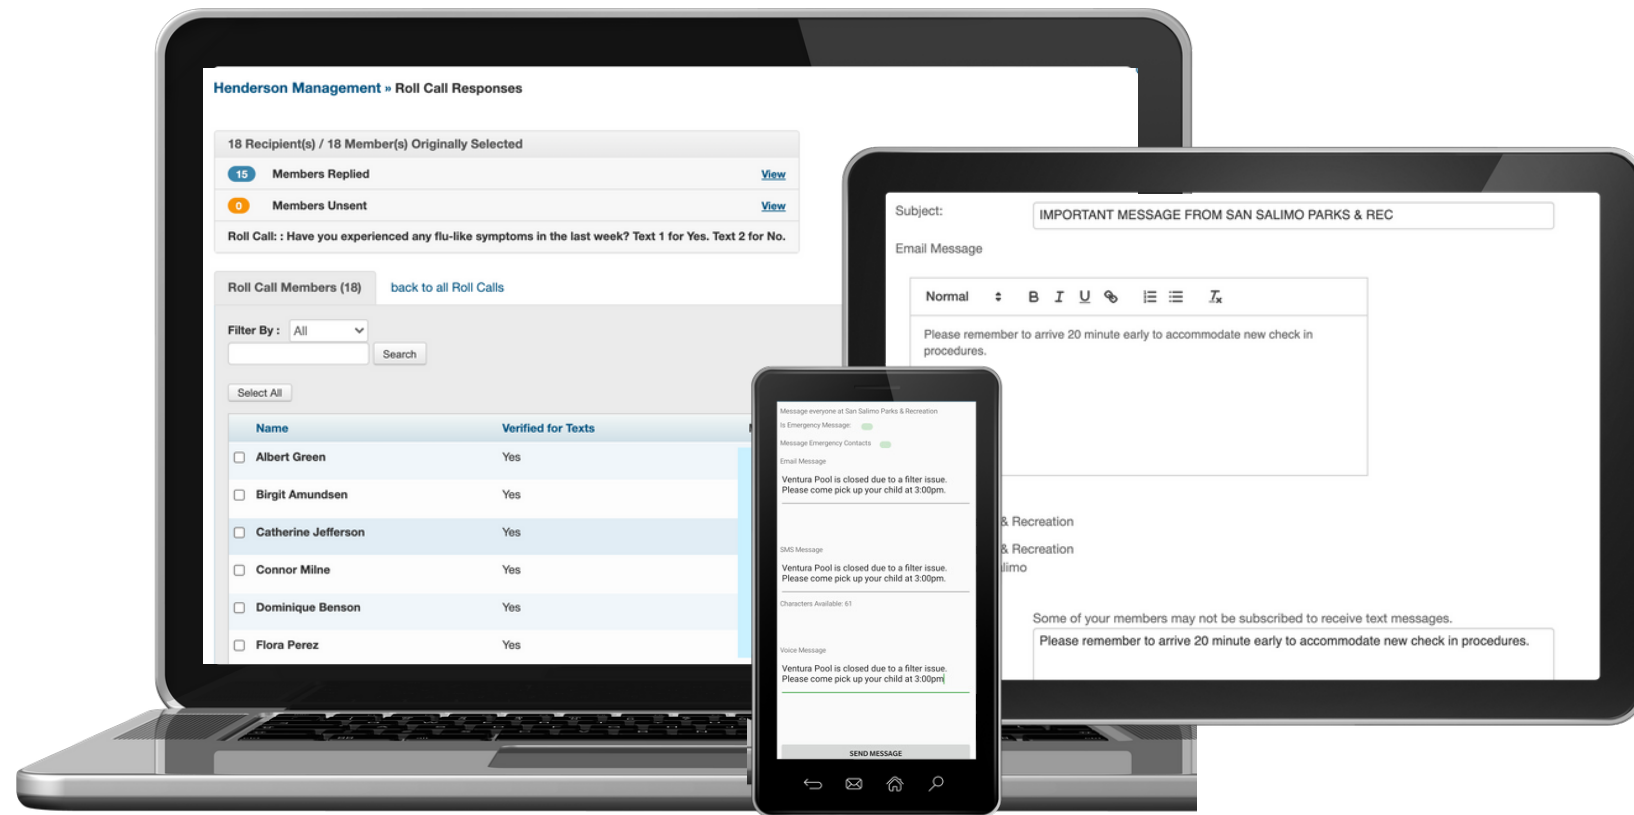 Henderson Management » Roll Call Responses
18 Recipient(s) / 18 Member(s) Originally Selected
15 Members Replied View
0 Members Unsent View
Roll Call: : Have you experienced any flu-like symptoms in the last week? Text 1 for Yes. Text 2 for No.
Roll Call Members (18) back to all Roll Calls
Filter By : All
Search
Select All
Name Verified for Texts
Albert Green Yes
Birgit Amundsen Yes
Catherine Jefferson Yes
Connor Milne Yes
Dominique Benson Yes
Flora Perez Yes
Subject: IMPORTANT MESSAGE FROM SAN SALIMO PARKS & REC
Email Message
Normal B I U
Please remember to arrive 20 minute early to accommodate new check in
procedures.
& Recreation
& Recreation
Some of your members may not be subscribed to receive text messages.
Please remember to arrive 20 minute early to accommodate new check in procedures.
Message everyone at San Salimo Parks & Recreation
Is Emergency Message:
Message Emergency Contacts
Email Message
Ventura Pool is closed due to a filter issue.
Please come pick up your child at 3:00pm.
SMS Message
Ventura Pool is closed due to a filter issue.
Please come pick up your child at 3:00pm.
Characters Available: 61
Voice Message
Ventura Pool is closed due to a filter issue.
Please come pick up your child at 3:00pm
SEND MESSAGE